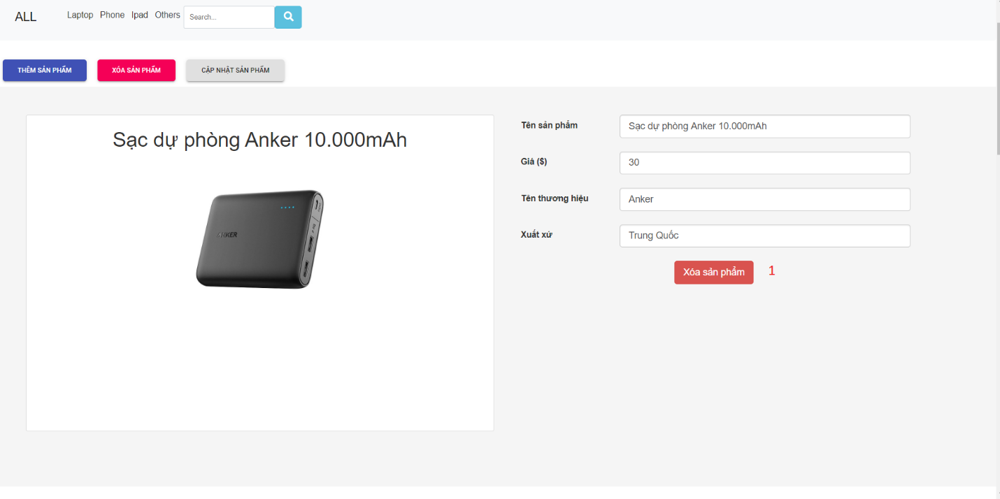 ALL Laptop Phone Ipad Others Search...
THÊM SẢN PHẨM XÓA SẢN PHẨM CẬP NHẬT SẢN PHẨM
Sạc dự phòng Anker 10.000mAh
ANKER
Tên sản phẩm Sạc dự phòng Anker 10.000mAh
Giá ($) 30
Tên thương hiệu Anker
Xuất xứ Trung Quốc
Xóa sản phẩm 1